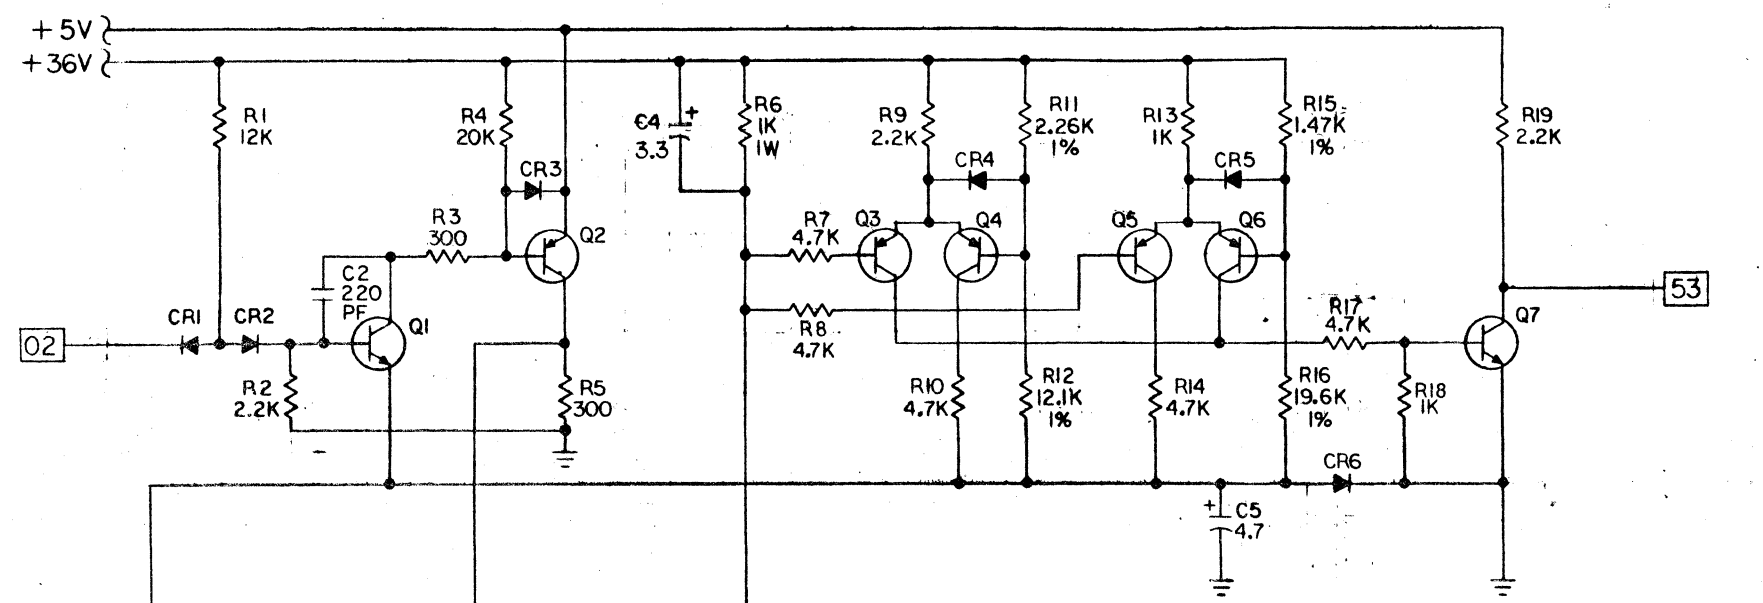 + 5V
+ 36V
R1
12K
R4
20K
CR3
R3
300
Q2
C2
220
PF
Q1
CR1
CR2
02
R2
2.2K
R5
300
C4
+
3.3
R6
1K
1W
R7
4.7K
R8
4.7K
R9
2.2K
CR4
R11
2.26K
1%
Q3
Q4
R10
4.7K
R12
12.1K
1%
R13
1K
CR5
R15
1.47K
1%
Q5
Q6
R14
4.7K
R16
19.6K
1%
R17
4.7K
R18
1K
CR6
+
C5
4.7
R19
2.2K
Q7
53